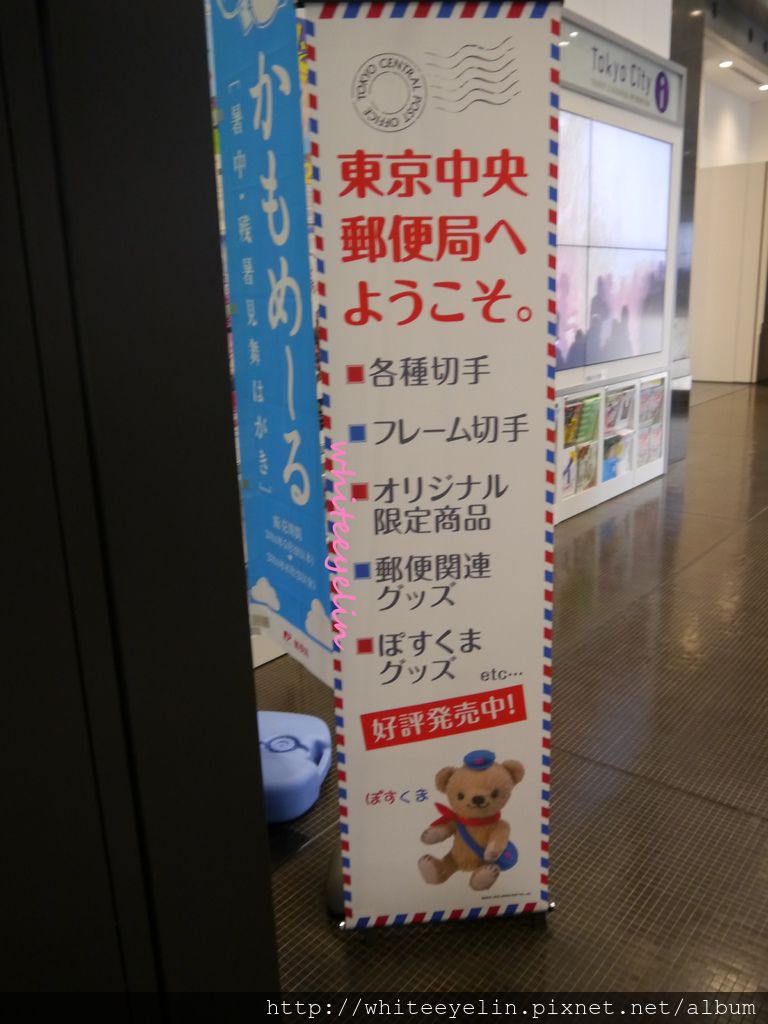 TOKYO CENTRAL POST OFFICE
東京中央
郵便局へ
ようこそ。
各種切手
フレーム切手
オリジナル
限定商品
郵便関連
グッズ
ぽすくま
グッズ etc…
好評発売中!
ぽすくま
かもめ〜る
「暑中・残暑見舞はがき」
販売期間
Tokyo City i
whiteeyelin
http://whiteeyelin.pixnet.net/album